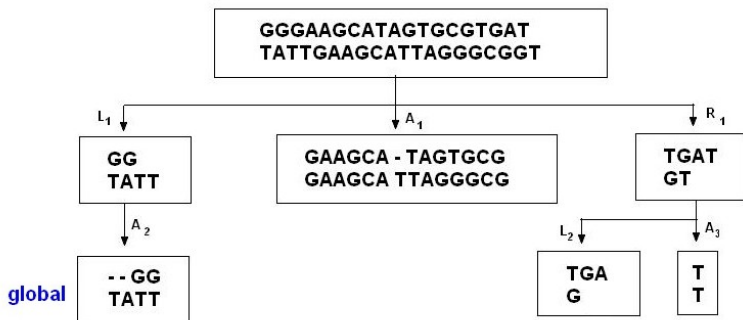 GGGAAGCATAGTGCGTGAT
TATTGAAGCATTAGGGCGGT
L1
A1
R1
GG
TATT
GAAGCA - TAGTGCG
GAAGCA TTAGGGCG
TGAT
GT
A2
L2
A3
global
- - GG
TATT
TGA
G
T
T